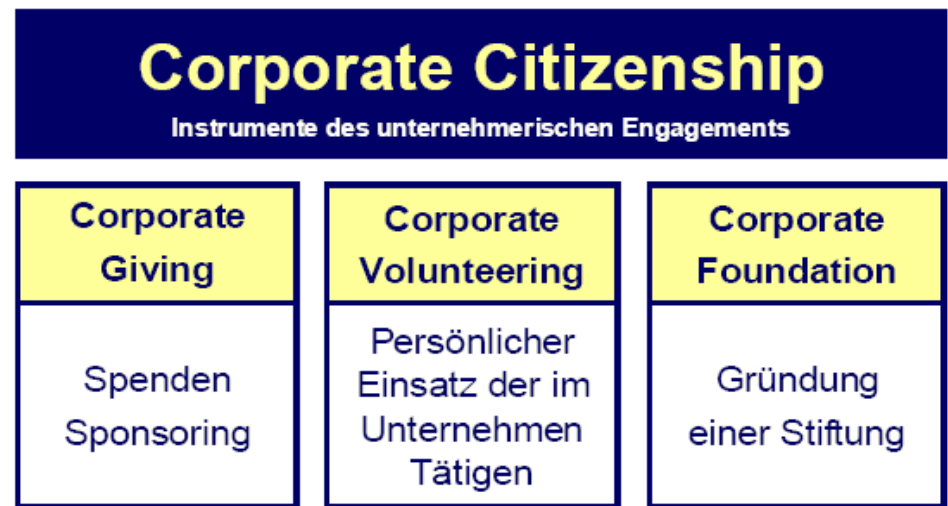 Corporate Citizenship
Instrumente des unternehmerischen Engagements
Corporate
Giving
Spenden
Sponsoring
Corporate
Volunteering
Persönlicher
Einsatz der im
Unternehmen
Tätigen
Corporate
Foundation
Gründung
einer Stiftung